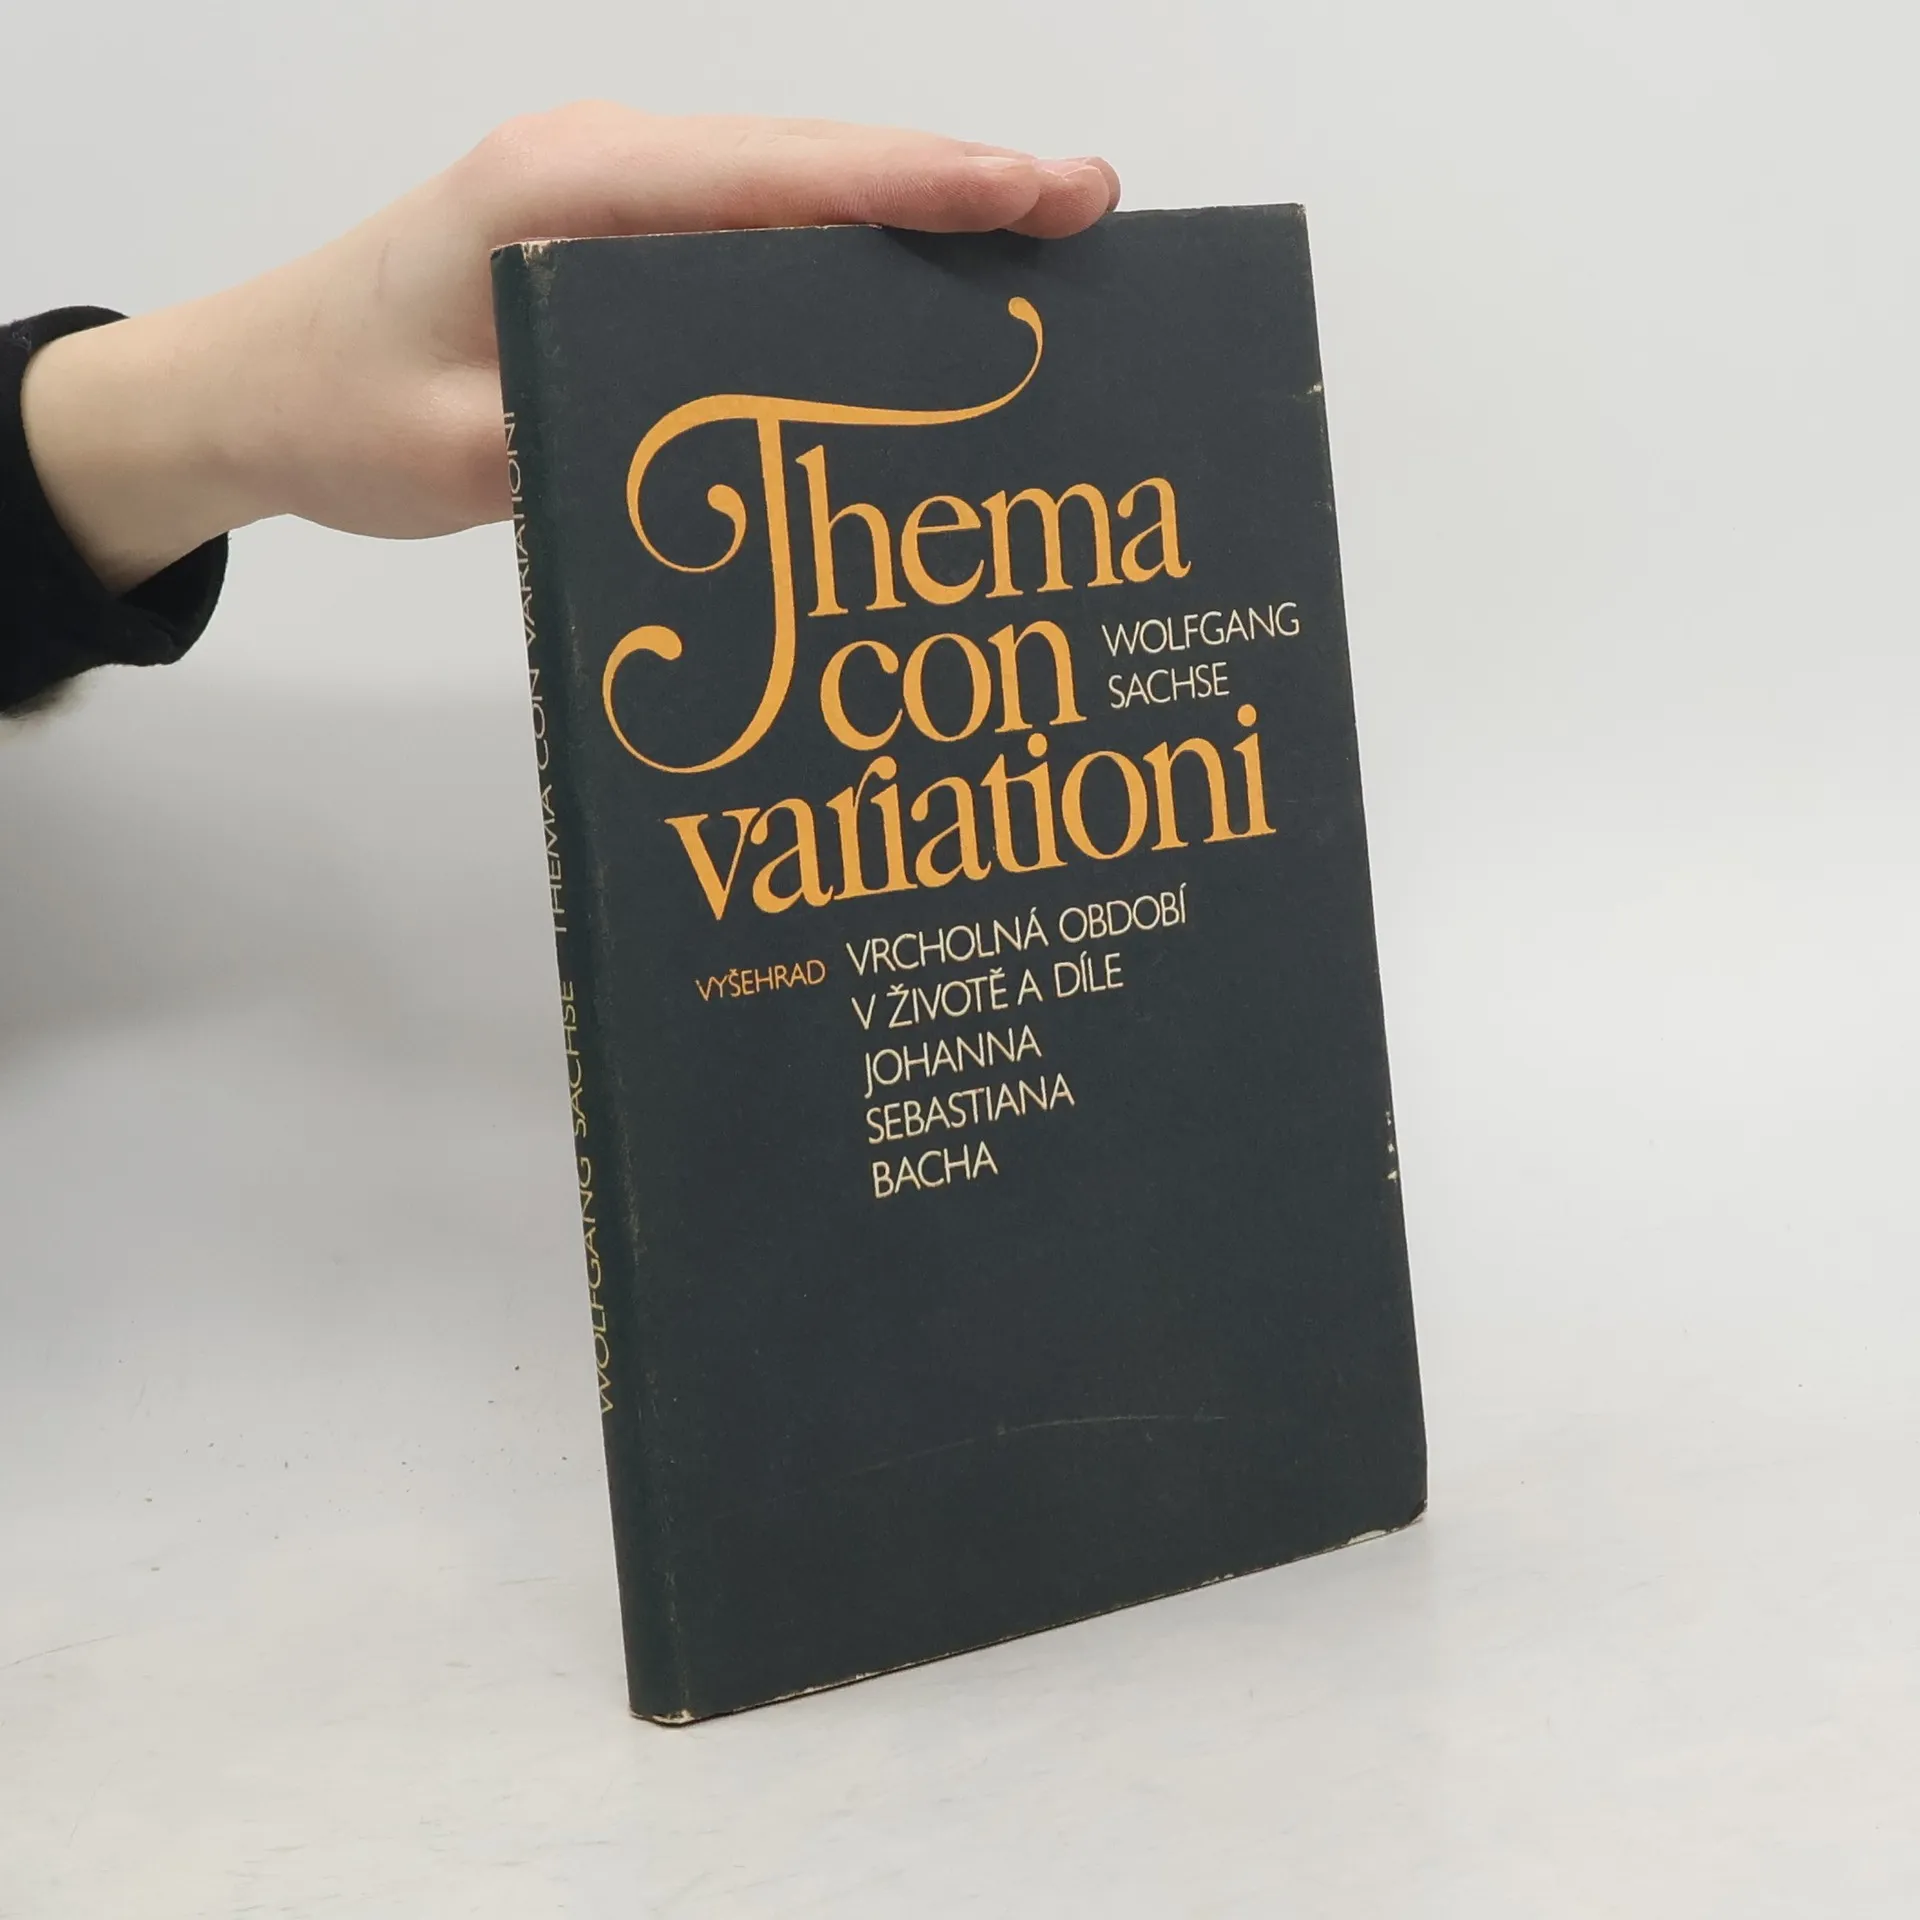 Thema
con
WOLFGANG
SACHSE
variationi
VYŠEHRAD
VRCHOLNÁ OBDOBÍ
V ŽIVOTĚ A DÍLE
JOHANNA
SEBASTIANA
BACHA
WOLFGANG SACHSE THEMA CON VARIATIONI